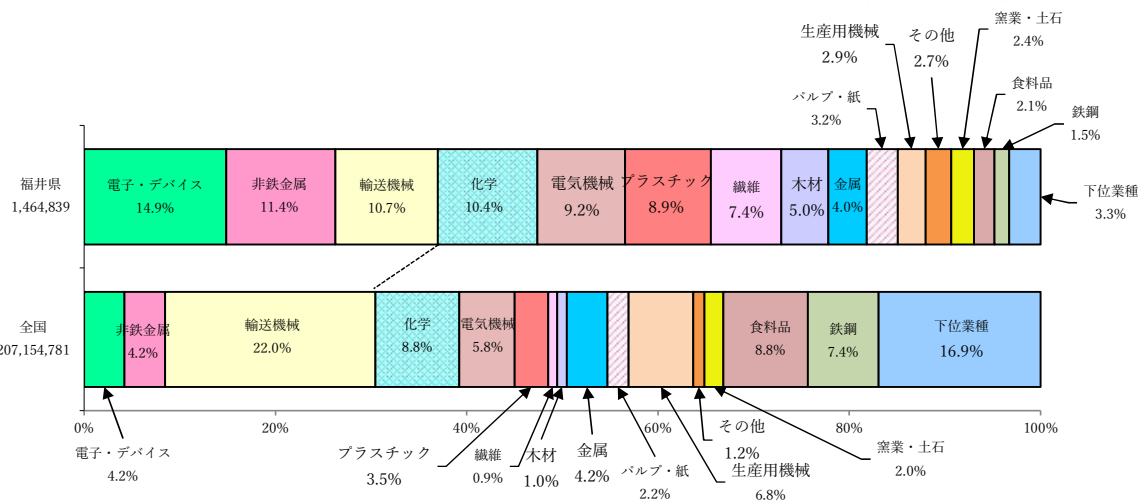 生産用機械
2.9%
その他
2.7%
窯業・土石
2.4%
パルプ・紙
3.2%
食料品
2.1%
鉄鋼
1.5%
福井県
1,464,839
電子・デバイス
14.9%
非鉄金属
11.4%
輸送機械
10.7%
化学
10.4%
電気機械
9.2%
プラスチック
8.9%
繊維
7.4%
木材
5.0%
金属
4.0%
下位業種
3.3%
全国
207,154,781
非鉄金属
4.2%
輸送機械
22.0%
化学
8.8%
電気機械
5.8%
食料品
8.8%
鉄鋼
7.4%
下位業種
16.9%
0%
20%
40%
60%
80%
100%
電子・デバイス
4.2%
プラスチック
3.5%
繊維
0.9%
木材
1.0%
金属
4.2%
パルプ・紙
2.2%
生産用機械
6.8%
その他
1.2%
窯業・土石
2.0%